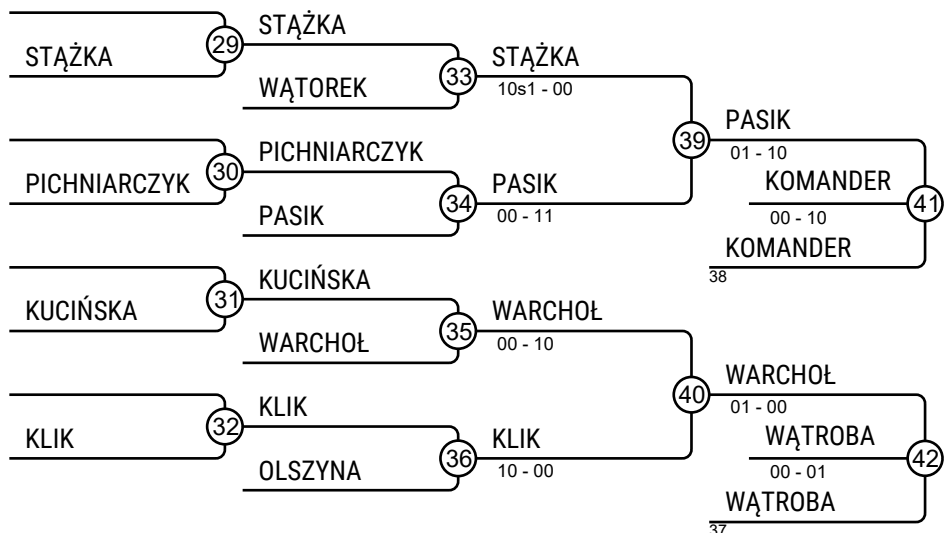 STĄŻKA
29
STĄŻKA
WĄTOREK
33
STĄŻKA
10s1 - 00
PICHNIARCZYK
30
PICHNIARCZYK
PASIK
34
PASIK
00 - 11
39
PASIK
01 - 10
KOMANDER
00 - 10
KOMANDER
38
41
KUCIŃSKA
31
KUCIŃSKA
WARCHOŁ
35
WARCHOŁ
00 - 10
KLIK
32
KLIK
OLSZYNA
36
KLIK
10 - 00
40
WARCHOŁ
01 - 00
WĄTROBA
00 - 01
WĄTROBA
37
42